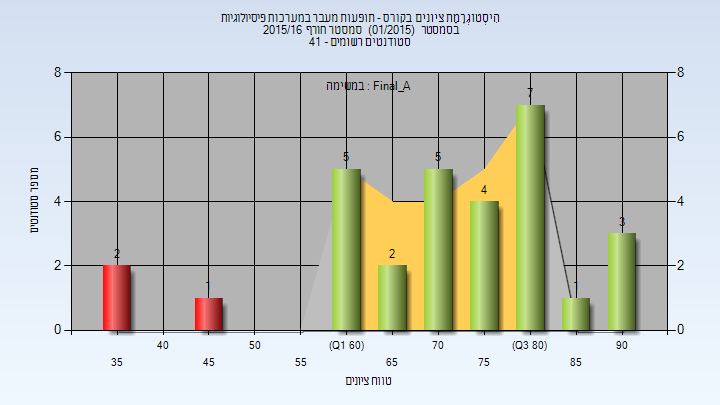 היסטוגרמת ציונים בקורס - תופעות מעבר במערכות פיסיולוגיות
בסמסטר (01/2015) סמסטר חורף 2015/16
סטודנטים רשומים - 41
במשימה : Final_A
8 8
6 6
4 4
2 2
0 0
מספר סטודנטים
2 1 5 2 5 4 7 1 3
40 50 (Q1 60) 70 (Q3 80) 90
35 45 55 65 75 85
טווח ציונים